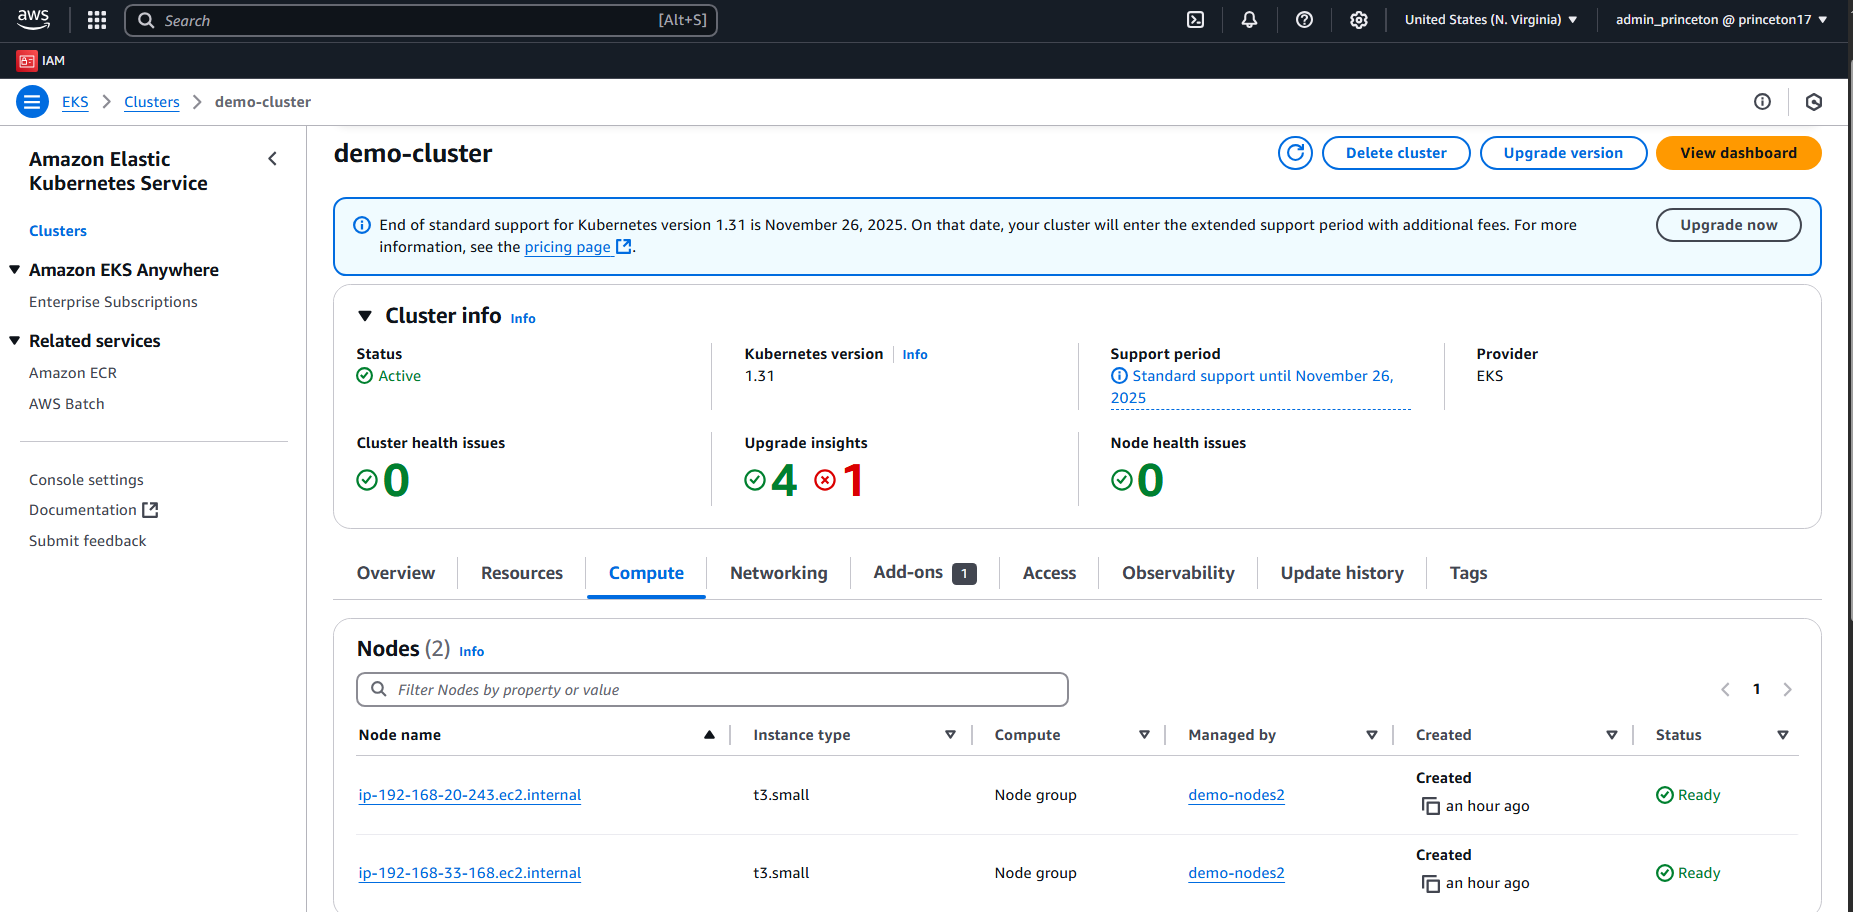 aws
Search
[Alt+S]
United States (N. Virginia)
admin_princeton @ princeton17
IAM
EKS
Clusters
demo-cluster
Amazon Elastic
Kubernetes Service
Clusters
Amazon EKS Anywhere
Enterprise Subscriptions
Related services
Amazon ECR
AWS Batch
Console settings
Documentation
Submit feedback
demo-cluster
Delete cluster
Upgrade version
View dashboard
End of standard support for Kubernetes version 1.31 is November 26, 2025. On that date, your cluster will enter the extended support period with additional fees. For more
information, see the pricing page.
Upgrade now
Cluster info Info
Status
Active
Kubernetes version Info
1.31
Support period
Standard support until November 26,
2025
Provider
EKS
Cluster health issues
0
Upgrade insights
4 1
Node health issues
0
Overview
Resources
Compute
Networking
Add-ons 1
Access
Observability
Update history
Tags
Nodes (2) Info
Filter Nodes by property or value
1
Node name
Instance type
Compute
Managed by
Created
Status
ip-192-168-20-243.ec2.internal
t3.small
Node group
demo-nodes2
Created
an hour ago
Ready
ip-192-168-33-168.ec2.internal
t3.small
Node group
demo-nodes2
Created
an hour ago
Ready